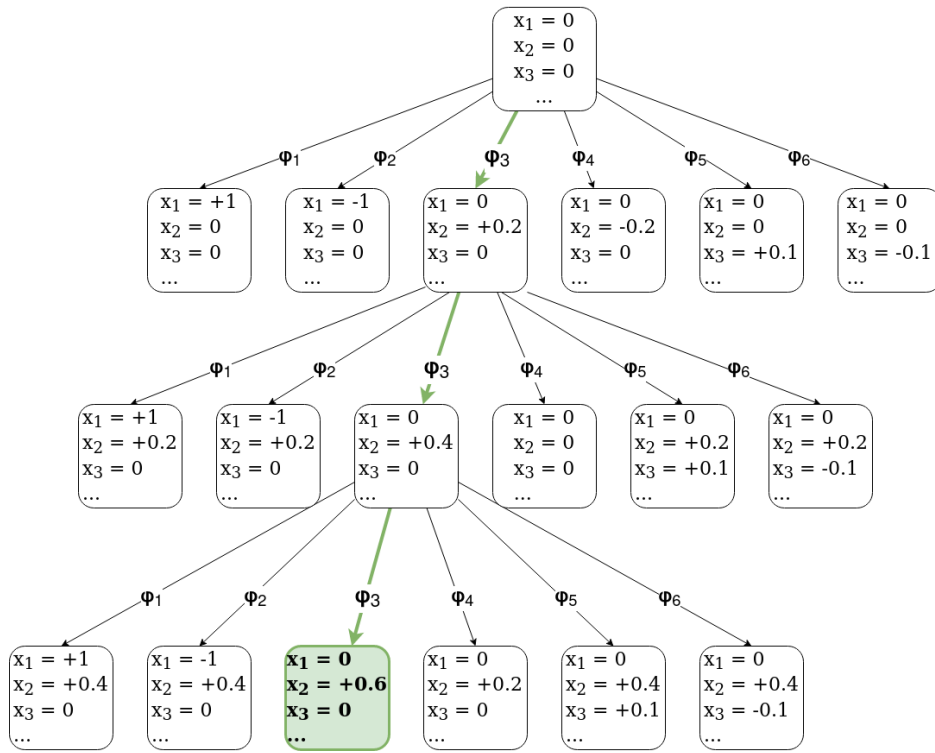 x₁ = 0
x₂ = 0
x₃ = 0
...
φ₁ φ₂ φ₃ φ₄ φ₅ φ₆
x₁ = +1
x₂ = 0
x₃ = 0
...
x₁ = -1
x₂ = 0
x₃ = 0
...
x₁ = 0
x₂ = +0.2
x₃ = 0
...
x₁ = 0
x₂ = -0.2
x₃ = 0
...
x₁ = 0
x₂ = 0
x₃ = +0.1
...
x₁ = 0
x₂ = 0
x₃ = -0.1
...
φ₁ φ₂ φ₃ φ₄ φ₅ φ₆
x₁ = +1
x₂ = +0.2
x₃ = 0
...
x₁ = -1
x₂ = +0.2
x₃ = 0
...
x₁ = 0
x₂ = +0.4
x₃ = 0
...
x₁ = 0
x₂ = 0
x₃ = 0
...
x₁ = 0
x₂ = +0.2
x₃ = +0.1
...
x₁ = 0
x₂ = +0.2
x₃ = -0.1
...
φ₁ φ₂ φ₃ φ₄ φ₅ φ₆
x₁ = +1
x₂ = +0.4
x₃ = 0
...
x₁ = -1
x₂ = +0.4
x₃ = 0
...
x₁ = 0
x₂ = +0.6
x₃ = 0
...
x₁ = 0
x₂ = +0.2
x₃ = 0
...
x₁ = 0
x₂ = +0.4
x₃ = +0.1
...
x₁ = 0
x₂ = +0.4
x₃ = -0.1
...